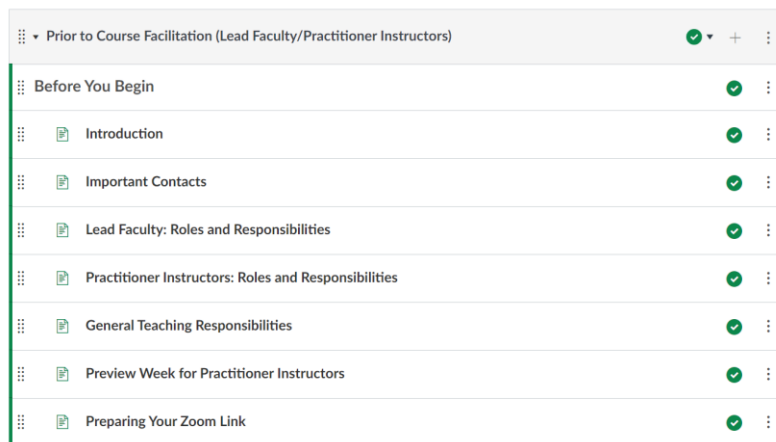 Prior to Course Facilitation (Lead Faculty/Practitioner Instructors)
Before You Begin
Introduction
Important Contacts
Lead Faculty: Roles and Responsibilities
Practitioner Instructors: Roles and Responsibilities
General Teaching Responsibilities
Preview Week for Practitioner Instructors
Preparing Your Zoom Link